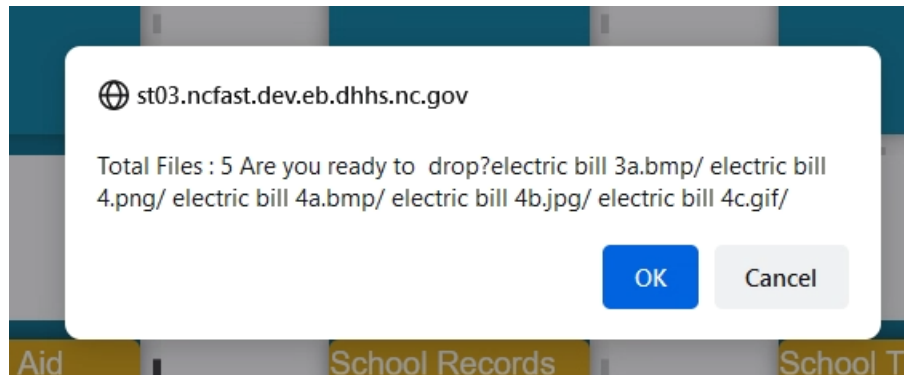 st03.ncfast.dev.eb.dhhs.nc.gov
Total Files : 5 Are you ready to  drop?electric bill 3a.bmp/ electric bill
4.png/ electric bill 4a.bmp/ electric bill 4b.jpg/ electric bill 4c.gif/
OK Cancel
Aid School Records School T